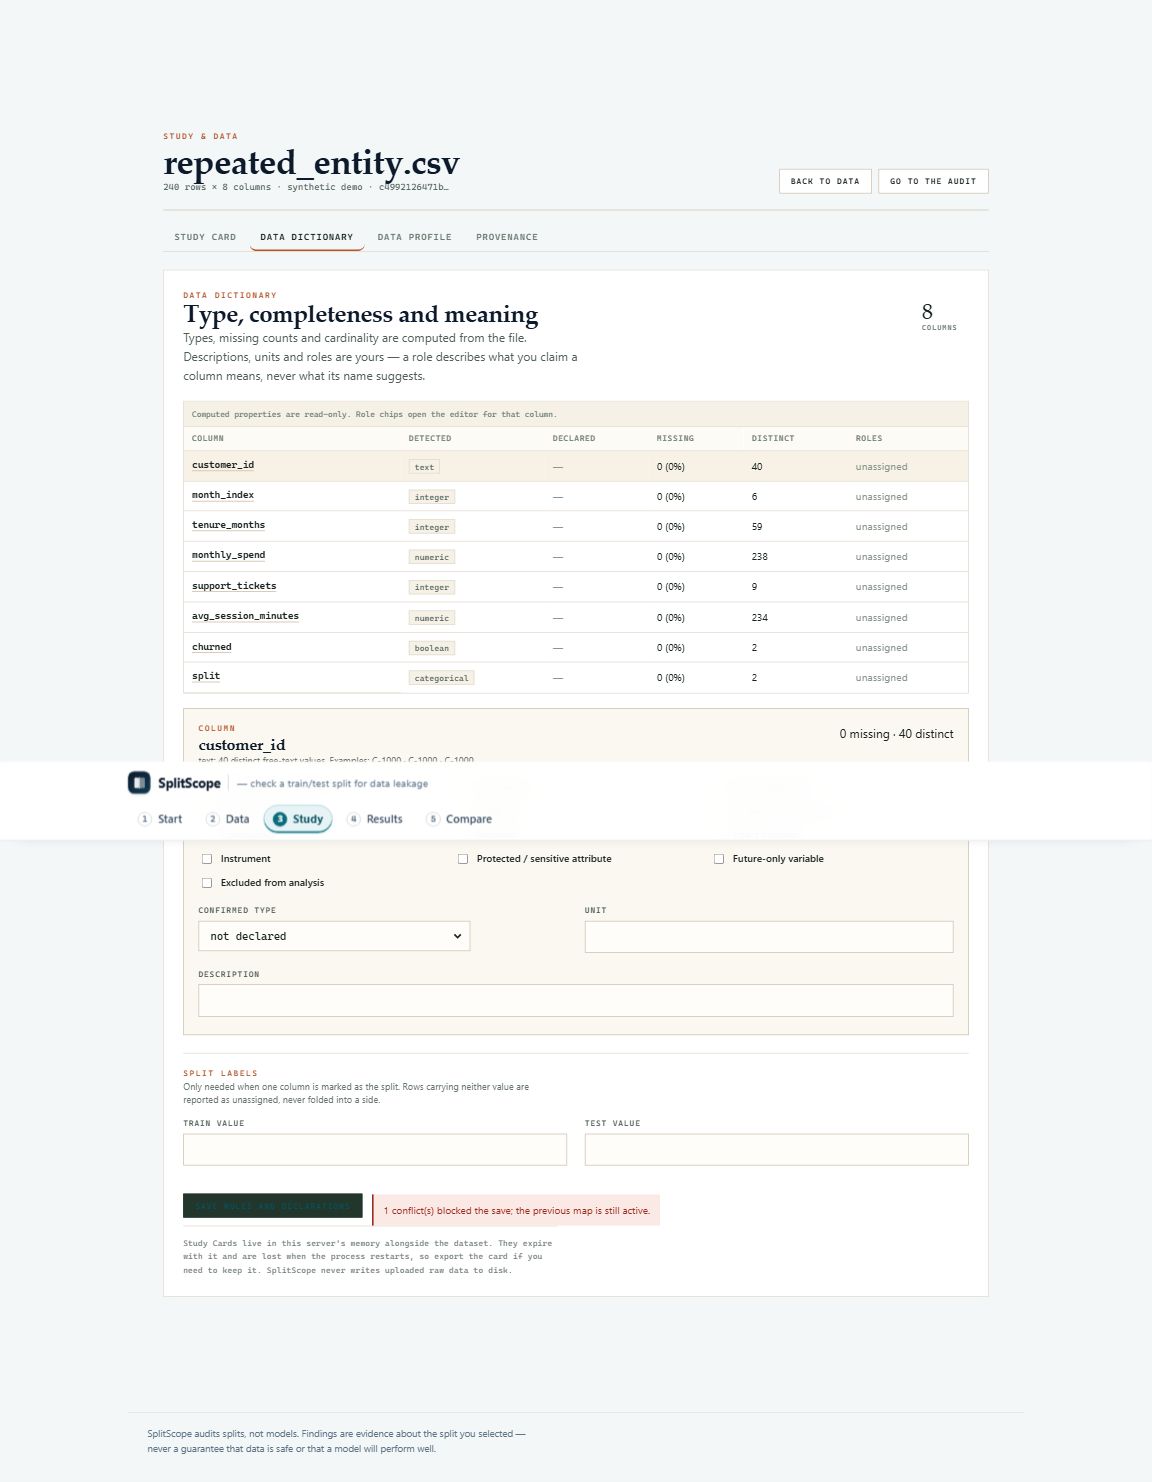 STUDY & DATA
repeated_entity.csv
240 rows × 8 columns · synthetic demo · c4992126471b…
BACK TO DATA
GO TO THE AUDIT
STUDY CARD
DATA DICTIONARY
DATA PROFILE
PROVENANCE
DATA DICTIONARY
Type, completeness and meaning
Types, missing counts and cardinality are computed from the file.
Descriptions, units and roles are yours — a role describes what you claim a
column means, never what its name suggests.
8
COLUMNS
Computed properties are read-only. Role chips open the editor for that column.
COLUMN DETECTED DECLARED MISSING DISTINCT ROLES
customer_id text — 0 (0%) 40 unassigned
month_index integer — 0 (0%) 6 unassigned
tenure_months integer — 0 (0%) 59 unassigned
monthly_spend numeric — 0 (0%) 238 unassigned
support_tickets integer — 0 (0%) 9 unassigned
avg_session_minutes numeric — 0 (0%) 234 unassigned
churned boolean — 0 (0%) 2 unassigned
split categorical — 0 (0%) 2 unassigned
COLUMN
customer_id
0 missing · 40 distinct
text: 40 distinct free-text values. Examples: C-1000 · C-1000 · C-1000
SplitScope — check a train/test split for data leakage
1 Start
2 Data
3 Study
4 Results
5 Compare
Instrument
Protected / sensitive attribute
Future-only variable
Excluded from analysis
CONFIRMED TYPE
UNIT
not declared
DESCRIPTION
SPLIT LABELS
Only needed when one column is marked as the split. Rows carrying neither value are
reported as unassigned, never folded into a side.
TRAIN VALUE
TEST VALUE
SAVE ROLES AND DECLARATIONS
1 conflict(s) blocked the save; the previous map is still active.
Study Cards live in this server's memory alongside the dataset. They expire
with it and are lost when the process restarts, so export the card if you
need to keep it. SplitScope never writes uploaded raw data to disk.
SplitScope audits splits, not models. Findings are evidence about the split you selected —
never a guarantee that data is safe or that a model will perform well.